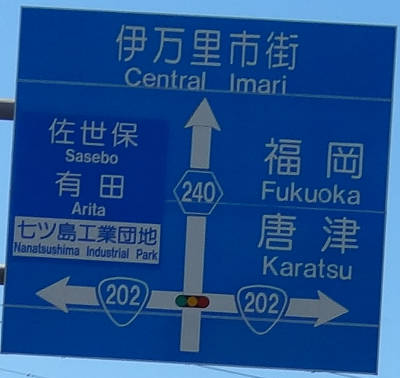 伊万里市街
Central Imari
佐世保
Sasebo
有田
Arita
七ツ島工業団地
Nanatsushima Industrial Park
福岡
Fukuoka
唐津
Karatsu
240
202
202